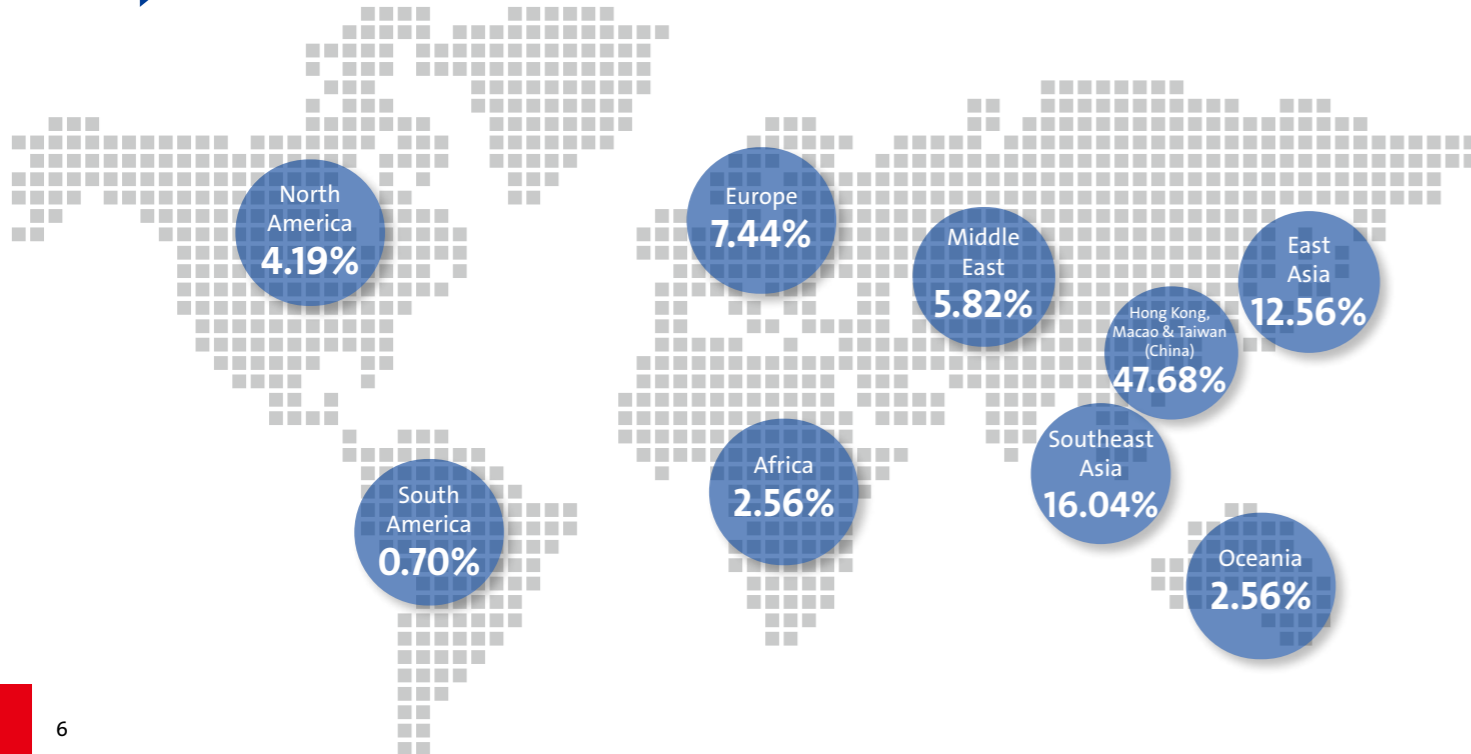 North
America
4.19%
Europe
7.44%
Middle
East
5.82%
East
Asia
12.56%
Hong Kong,
Macao & Taiwan
(China)
47.68%
Southeast
Asia
16.04%
Africa
2.56%
South
America
0.70%
Oceania
2.56%
6